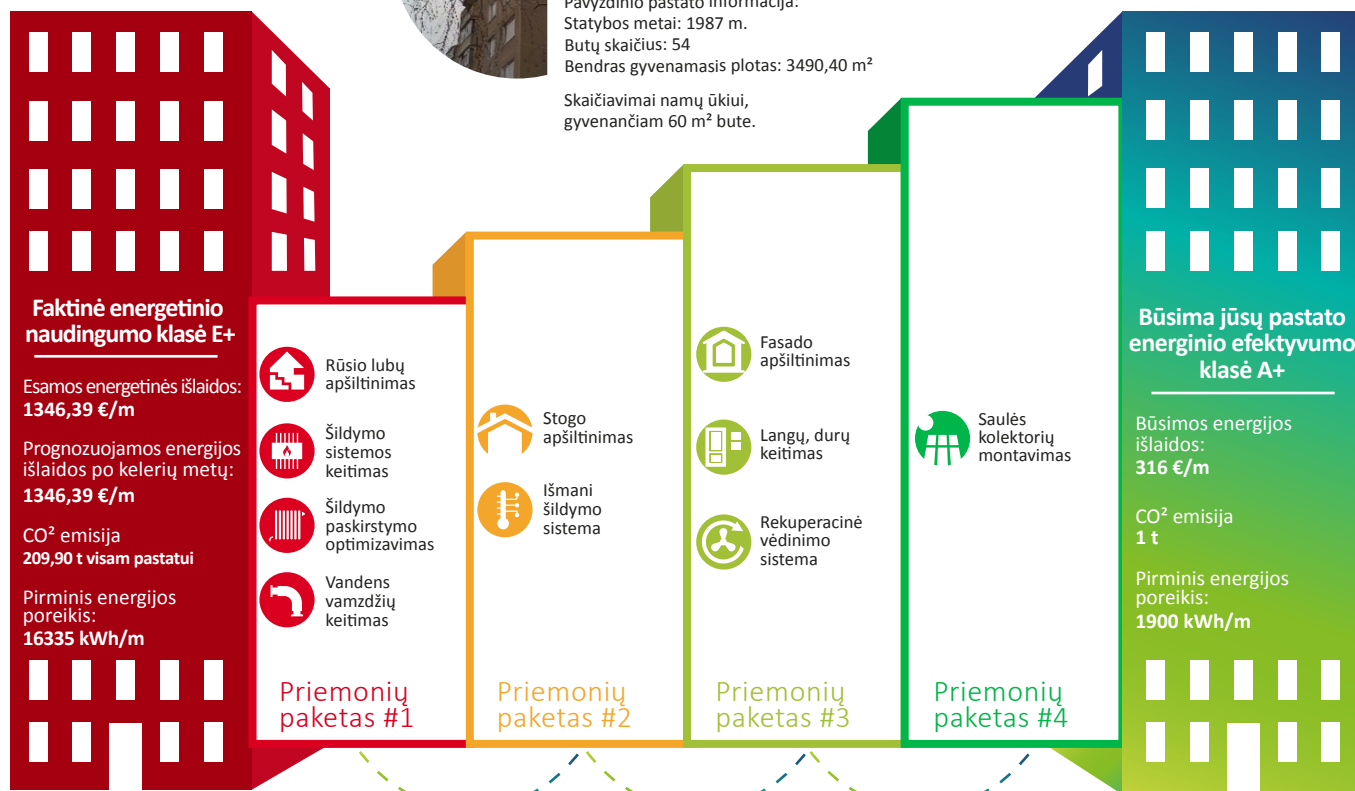 Pavyzdinio pastato informacija:
Statybos metai: 1987 m.
Butų skaičius: 54
Bendras gyvenamasis plotas: 3490,40 m²
Skaičiavimai namų ūkiui,
gyvenančiam 60 m² bute.
Faktinė energetinio
naudingumo klasė E+
Esamos energetinės išlaidos:
1346,39 €/m
Prognozuojamos energijos
išlaidos po kelerių metų:
1346,39 €/m
CO² emisija
209,90 t visam pastatui
Pirminis energijos
poreikis:
16335 kWh/m
Rūsio lubų
apšiltinimas
Šildymo
sistemos
keitimas
Šildymo
paskirstymo
optimizavimas
Vandens
vamzdžių
keitimas
Priemonių
paketas #1
Stogo
apšiltinimas
Išmani
šildymo
sistema
Priemonių
paketas #2
Fasado
apšiltinimas
Langų, durų
keitimas
Rekuperacinė
vėdinimo
sistema
Priemonių
paketas #3
Saulės
kolektorių
montavimas
Priemonių
paketas #4
Būsima jūsų pastato
energinio efektyvumo
klasė A+
Būsimos energijos
išlaidos:
316 €/m
CO² emisija
1 t
Pirminis energijos
poreikis:
1900 kWh/m